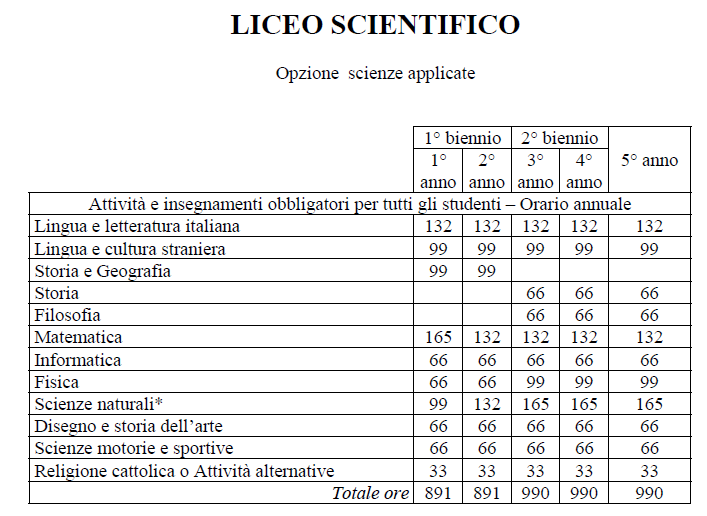 LICEO SCIENTIFICO
Opzione scienze applicate
1° biennio 2° biennio
1° anno 2° anno 3° anno 4° anno 5° anno
Attività e insegnamenti obbligatori per tutti gli studenti – Orario annuale
Lingua e letteratura italiana 132 132 132 132 132
Lingua e cultura straniera 99 99 99 99 99
Storia e Geografia 99 99
Storia 66 66 66
Filosofia 66 66 66
Matematica 165 132 132 132 132
Informatica 66 66 66 66 66
Fisica 66 66 99 99 99
Scienze naturali* 99 132 165 165 165
Disegno e storia dell’arte 66 66 66 66 66
Scienze motorie e sportive 66 66 66 66 66
Religione cattolica o Attività alternative 33 33 33 33 33
Totale ore 891 891 990 990 990